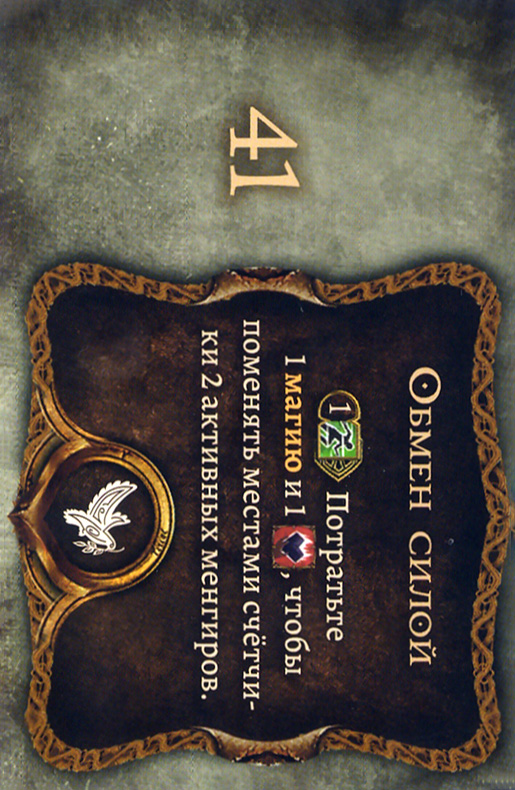 41
Обмен силой
1 Потратьте
1 магию и 1 , чтобы
поменять местами счётчи-
ки 2 активных менгиров.